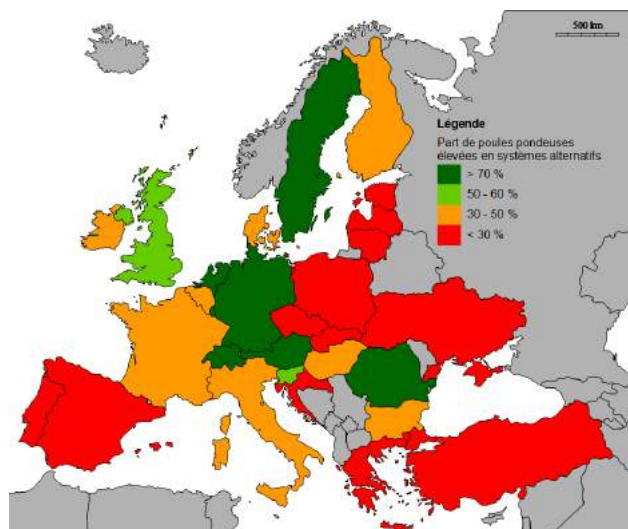 500 km
Légende
Part de poules pondeuses
élevées en systèmes alternatifs
> 70 %
50 - 60 %
30 - 50 %
< 30 %